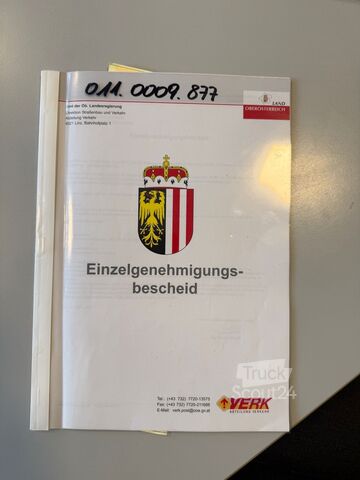 011.0009.877
Amt der Oö. Landesregierung
Direktion Straßenbau und Verkehr
Abteilung Verkehr
4021 Linz, Bahnhofplatz 1
LAND
OBERÖSTERREICH
Einzelgenehmigungs-
bescheid
Truck
Scout24
Tel.: (+43 732) 7720-13575
Fax: (+43 732) 7720-211686
E-Mail: verk.post@ooe.gv.at
VERK
ABTEILUNG VERKEHR